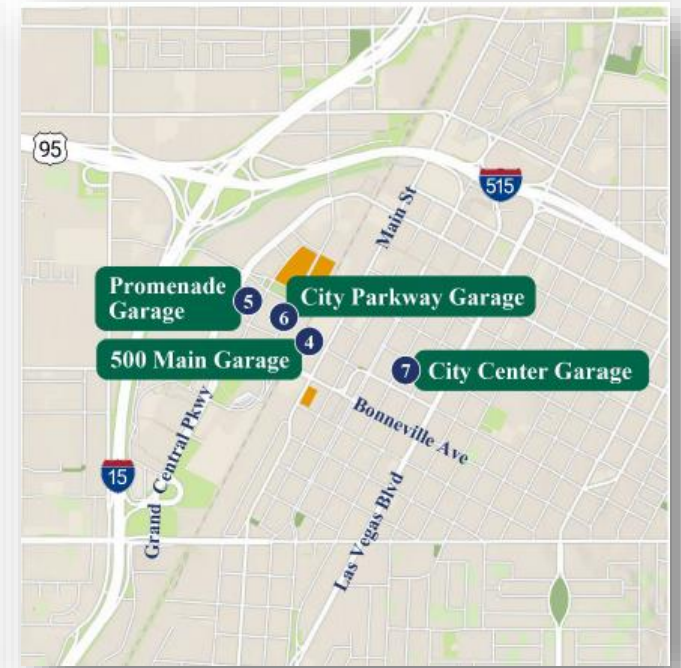 95
515
Main St
Promenade
Garage
5
City Parkway Garage
6
4
500 Main Garage
7
City Center Garage
Bonneville Ave
Grand Central Pkwy
15
Las Vegas Blvd